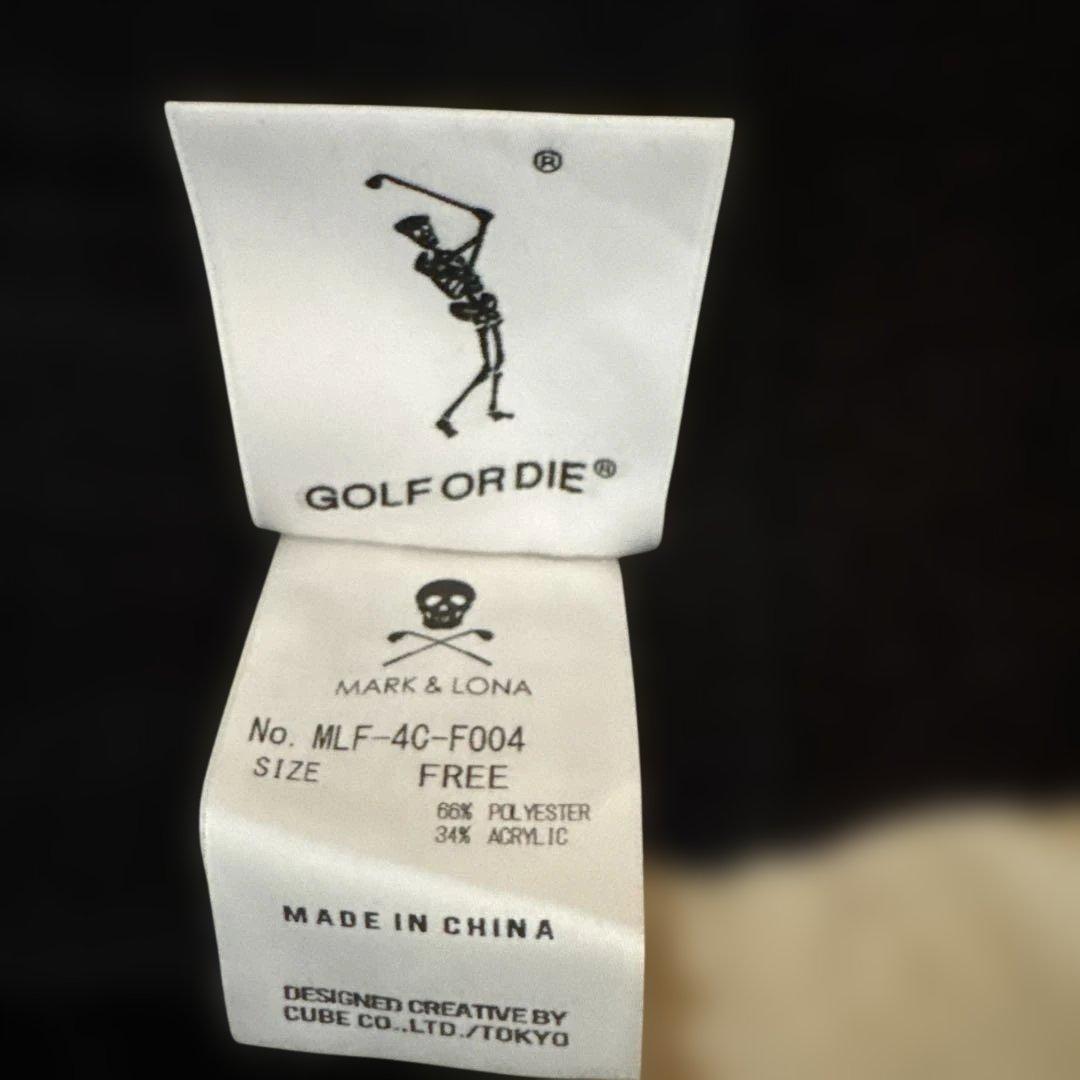 ®
GOLF OR DIE®
MARK & LONA
No. MLF-4C-F004
SIZE FREE
66% POLYESTER
34% ACRYLIC
MADE IN CHINA
DESIGNED CREATIVE BY
CUBE CO.,LTD./TOKYO